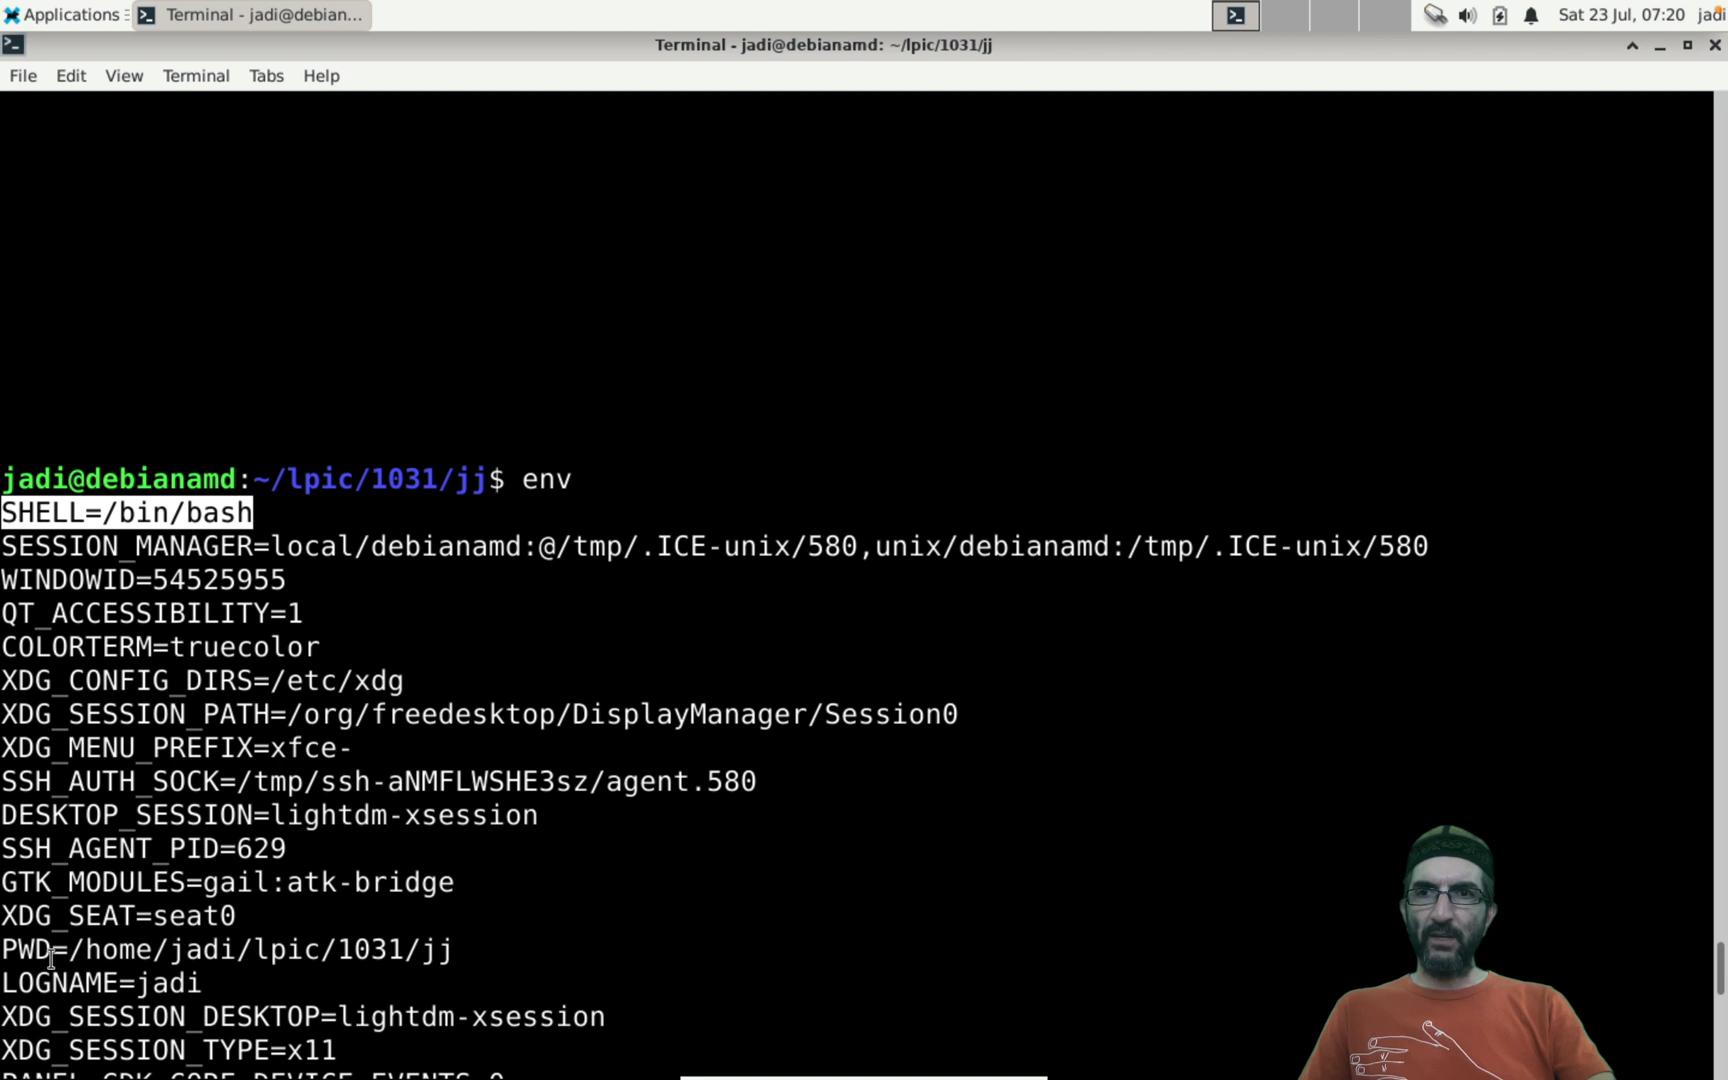 Applications
Terminal - jadi@debian...
Sat 23 Jul, 07:20
jadi
Terminal - jadi@debianamd: ~/lpic/1031/jj
File Edit View Terminal Tabs Help
jadi@debianamd:~/lpic/1031/jj$ env
SHELL=/bin/bash
SESSION_MANAGER=local/debianamd:@/tmp/.ICE-unix/580,unix/debianamd:/tmp/.ICE-unix/580
WINDOWID=54525955
QT_ACCESSIBILITY=1
COLORTERM=truecolor
XDG_CONFIG_DIRS=/etc/xdg
XDG_SESSION_PATH=/org/freedesktop/DisplayManager/Session0
XDG_MENU_PREFIX=xfce-
SSH_AUTH_SOCK=/tmp/ssh-aNMFLWSHE3sz/agent.580
DESKTOP_SESSION=lightdm-xsession
SSH_AGENT_PID=629
GTK_MODULES=gail:atk-bridge
XDG_SEAT=seat0
PWD=/home/jadi/lpic/1031/jj
LOGNAME=jadi
XDG_SESSION_DESKTOP=lightdm-xsession
XDG_SESSION_TYPE=x11